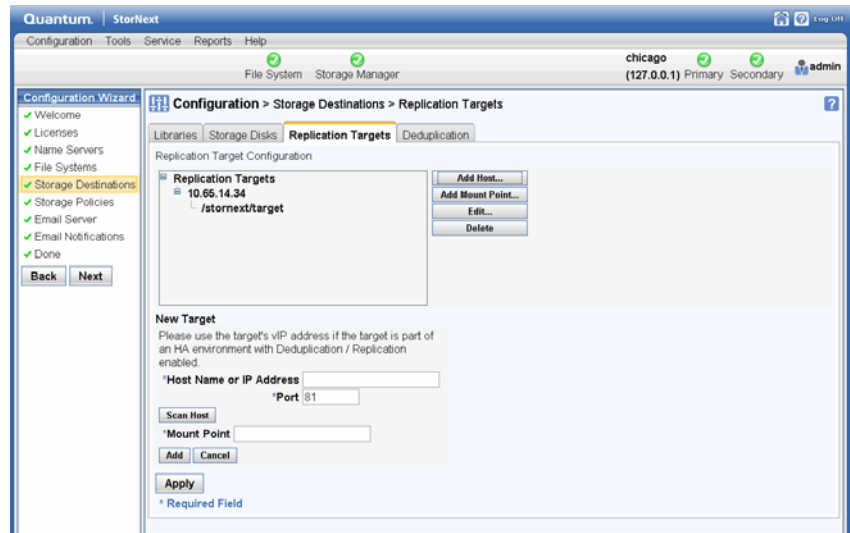 Quantum. StorNext Log Off
Configuration Tools Service Reports Help
File System Storage Manager
chicago
(127.0.0.1) Primary Secondary admin
Configuration Wizard
Welcome
Licenses
Name Servers
File Systems
Storage Destinations
Storage Policies
Email Server
Email Notifications
Done
Back Next
Configuration > Storage Destinations > Replication Targets ?
Libraries Storage Disks Replication Targets Deduplication
Replication Target Configuration
Replication Targets
10.65.14.34
/stornext/target
Add Host...
Add Mount Point...
Edit...
Delete
New Target
Please use the target's vIP address if the target is part of
an HA environment with Deduplication / Replication
enabled.
*Host Name or IP Address
*Port 81
Scan Host
*Mount Point
Add Cancel
Apply
* Required Field